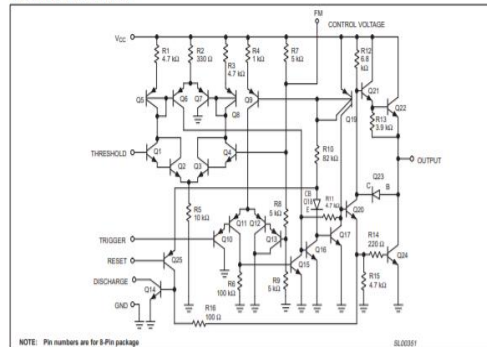 FM
CONTROL VOLTAGE
VCC
R1
4.7 kΩ
R2
330 Ω
R3
4.7 kΩ
R4
1 kΩ
R7
5 kΩ
R12
6.8
kΩ
Q5
Q6
Q7
Q8
Q9
Q19
Q21
Q22
R13
3.9 kΩ
R10
82 kΩ
OUTPUT
THRESHOLD
Q1
Q2
Q3
Q4
Q23
C
B
CB
Q18
E
R11
4.7 kΩ
Q20
R5
10 kΩ
R8
5 kΩ
Q11
Q12
TRIGGER
Q10
Q13
Q17
Q16
R14
220 Ω
Q24
RESET
Q25
Q15
DISCHARGE
Q14
R6
100 kΩ
R9
5 kΩ
R15
4.7 kΩ
GND
R16
100 Ω
NOTE: Pin numbers are for 8-Pin package
SL00351